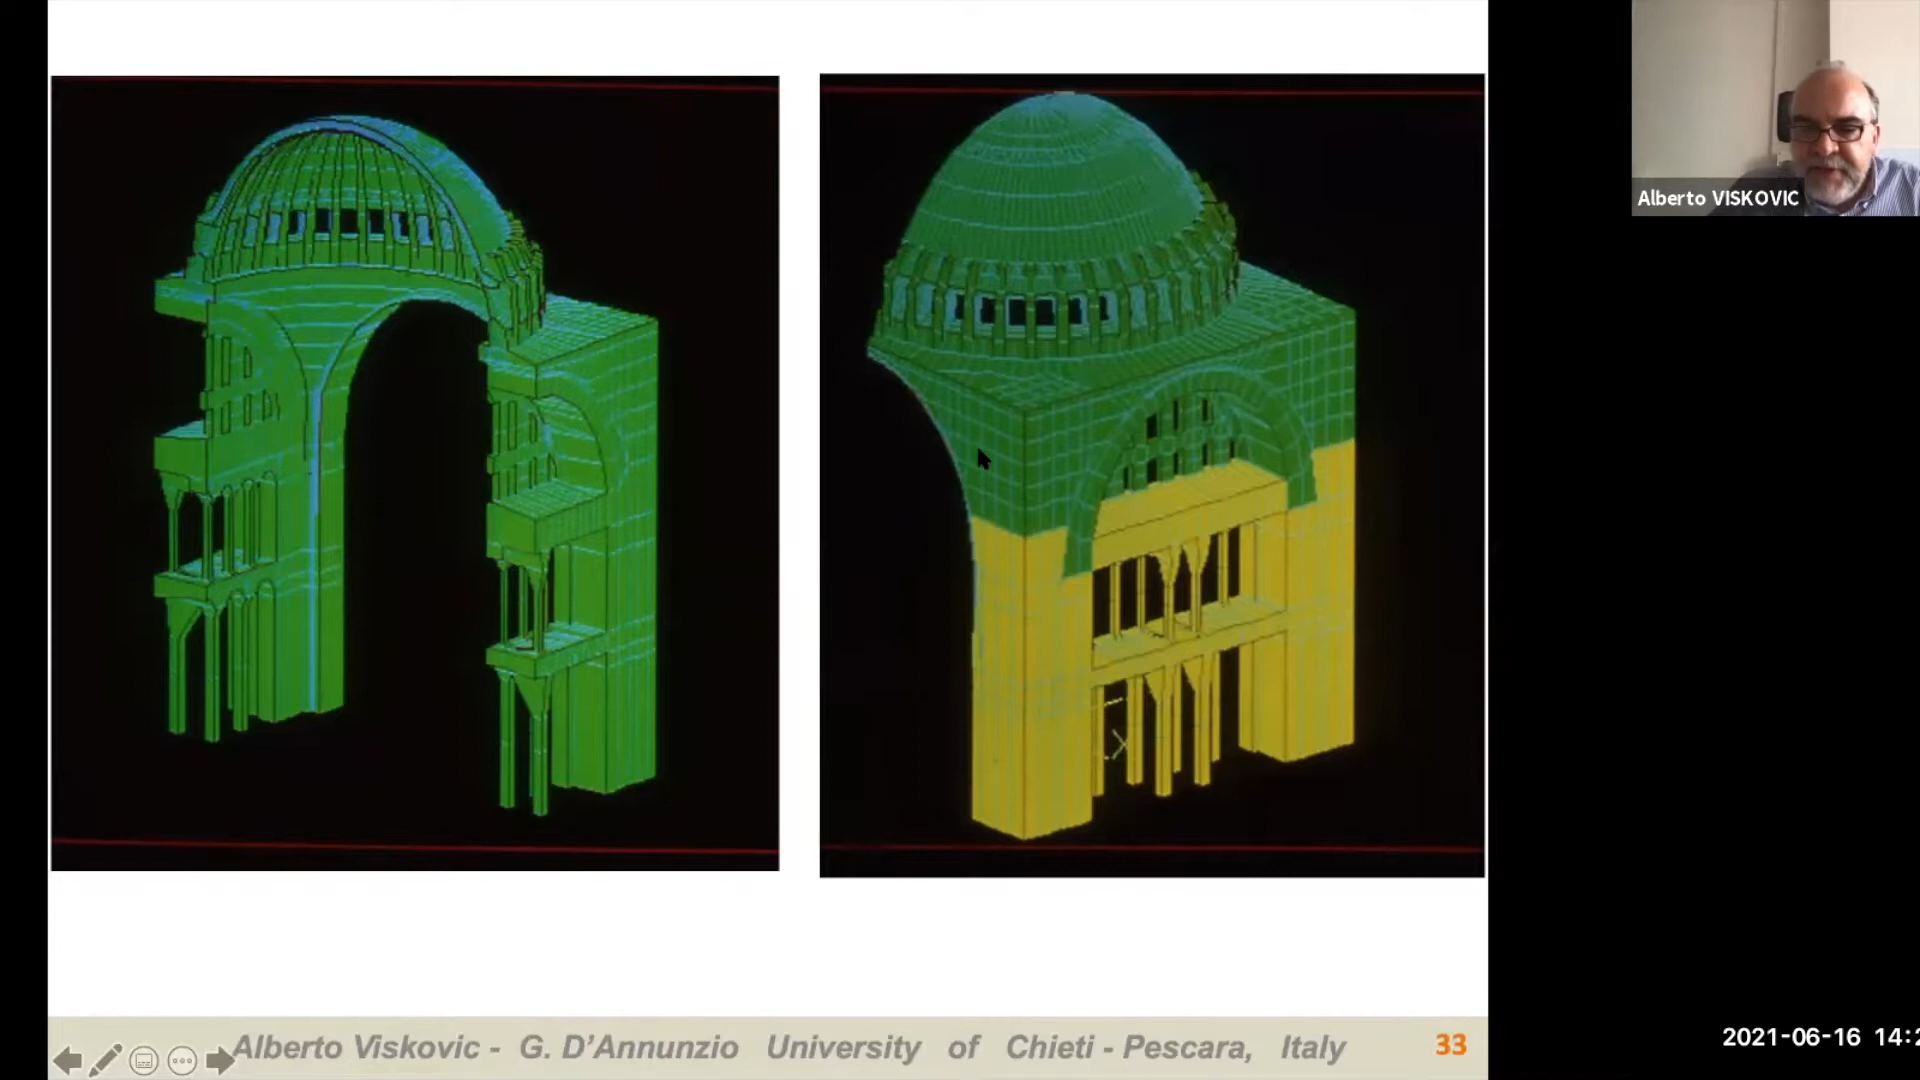 Alberto VISKOVIC
Alberto Viskovic - G. D'Annunzio University of Chieti - Pescara, Italy
33
2021-06-16 14:2